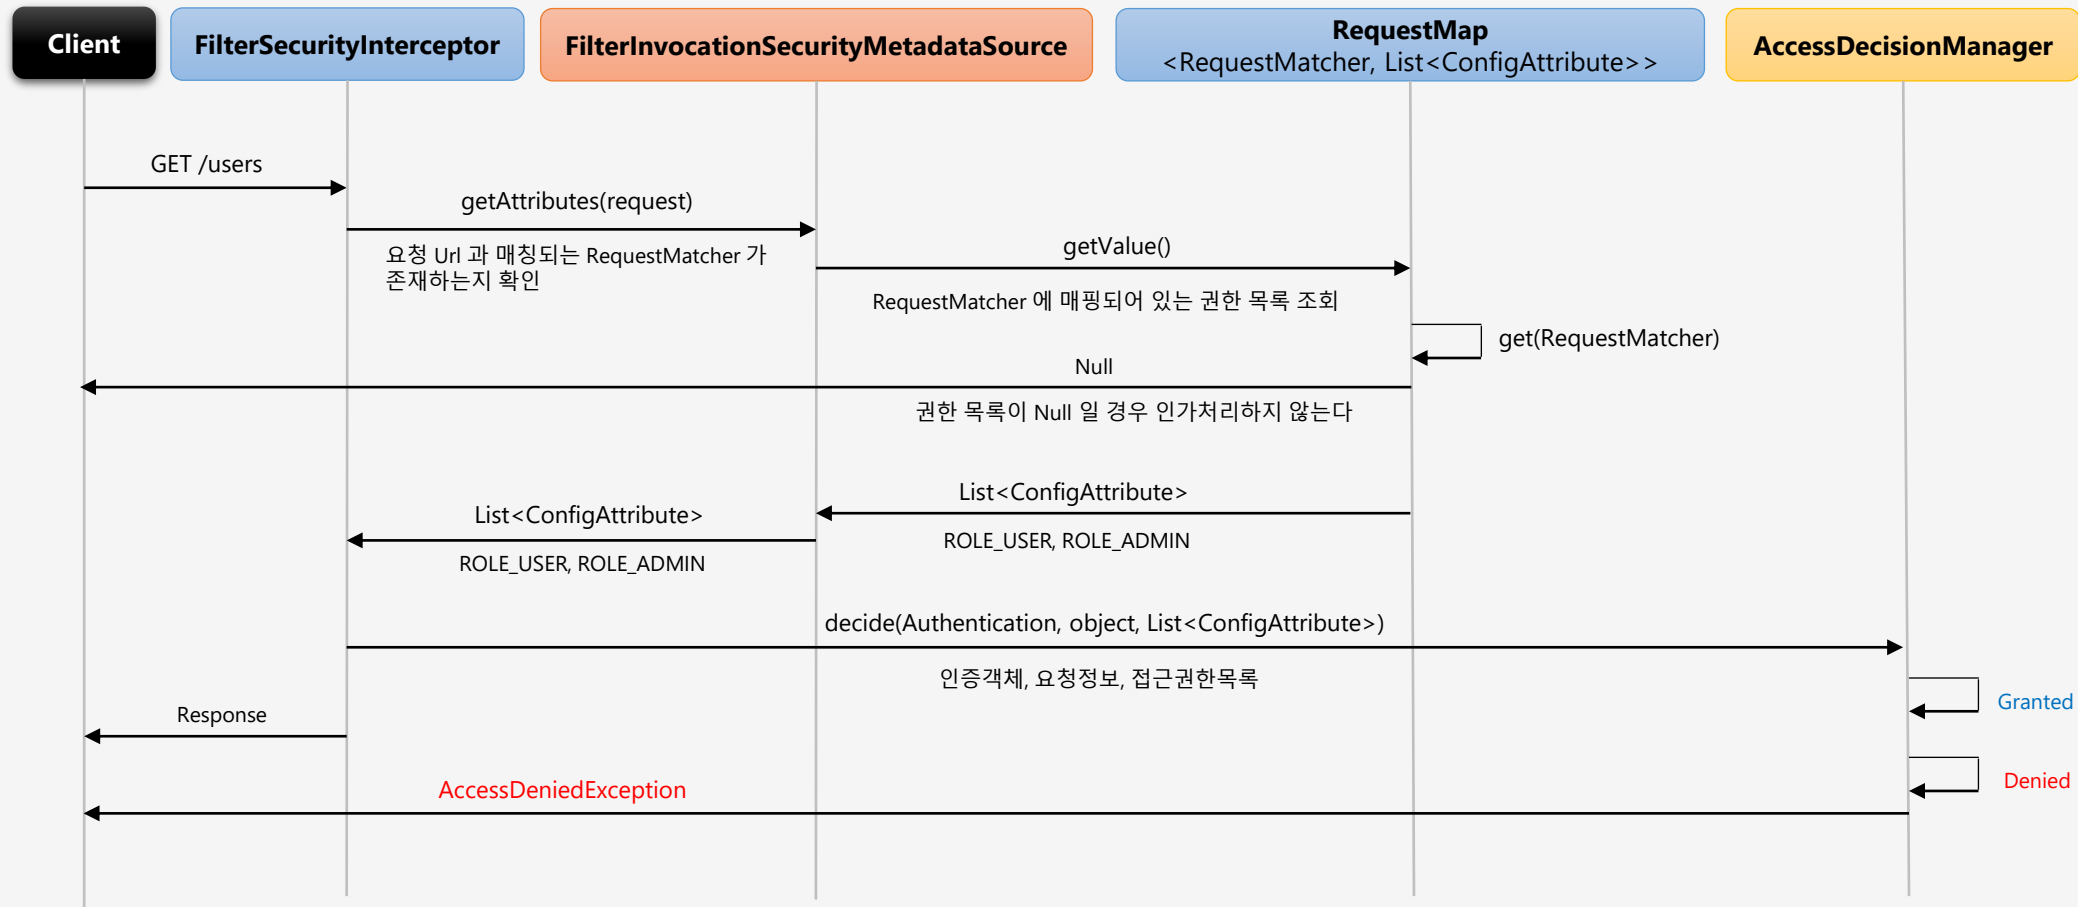 Client
FilterSecurityInterceptor
FilterInvocationSecurityMetadataSource
RequestMap
<RequestMatcher, List<ConfigAttribute>>
AccessDecisionManager
GET /users
getAttributes(request)
요청 Url 과 매칭되는 RequestMatcher 가
존재하는지 확인
getValue()
RequestMatcher 에 매핑되어 있는 권한 목록 조회
get(RequestMatcher)
Null
권한 목록이 Null 일 경우 인가처리하지 않는다
List<ConfigAttribute>
ROLE_USER, ROLE_ADMIN
List<ConfigAttribute>
ROLE_USER, ROLE_ADMIN
decide(Authentication, object, List<ConfigAttribute>)
인증객체, 요청정보, 접근권한목록
Granted
Response
Denied
AccessDeniedException